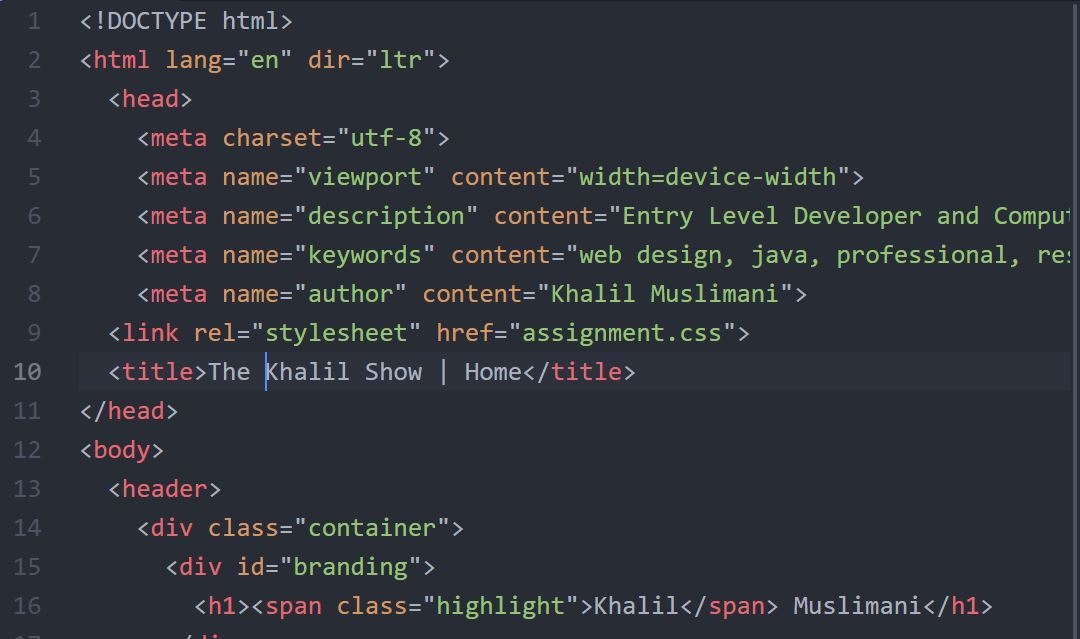 1 <!DOCTYPE html>
2 <html lang="en" dir="ltr">
3 <head>
4 <meta charset="utf-8">
5 <meta name="viewport" content="width=device-width">
6 <meta name="description" content="Entry Level Developer and Comput
7 <meta name="keywords" content="web design, java, professional, res
8 <meta name="author" content="Khalil Muslimani">
9 <link rel="stylesheet" href="assignment.css">
10 <title>The Khalil Show | Home</title>
11 </head>
12 <body>
13 <header>
14 <div class="container">
15 <div id="branding">
16 <h1><span class="highlight">Khalil</span> Muslimani</h1>